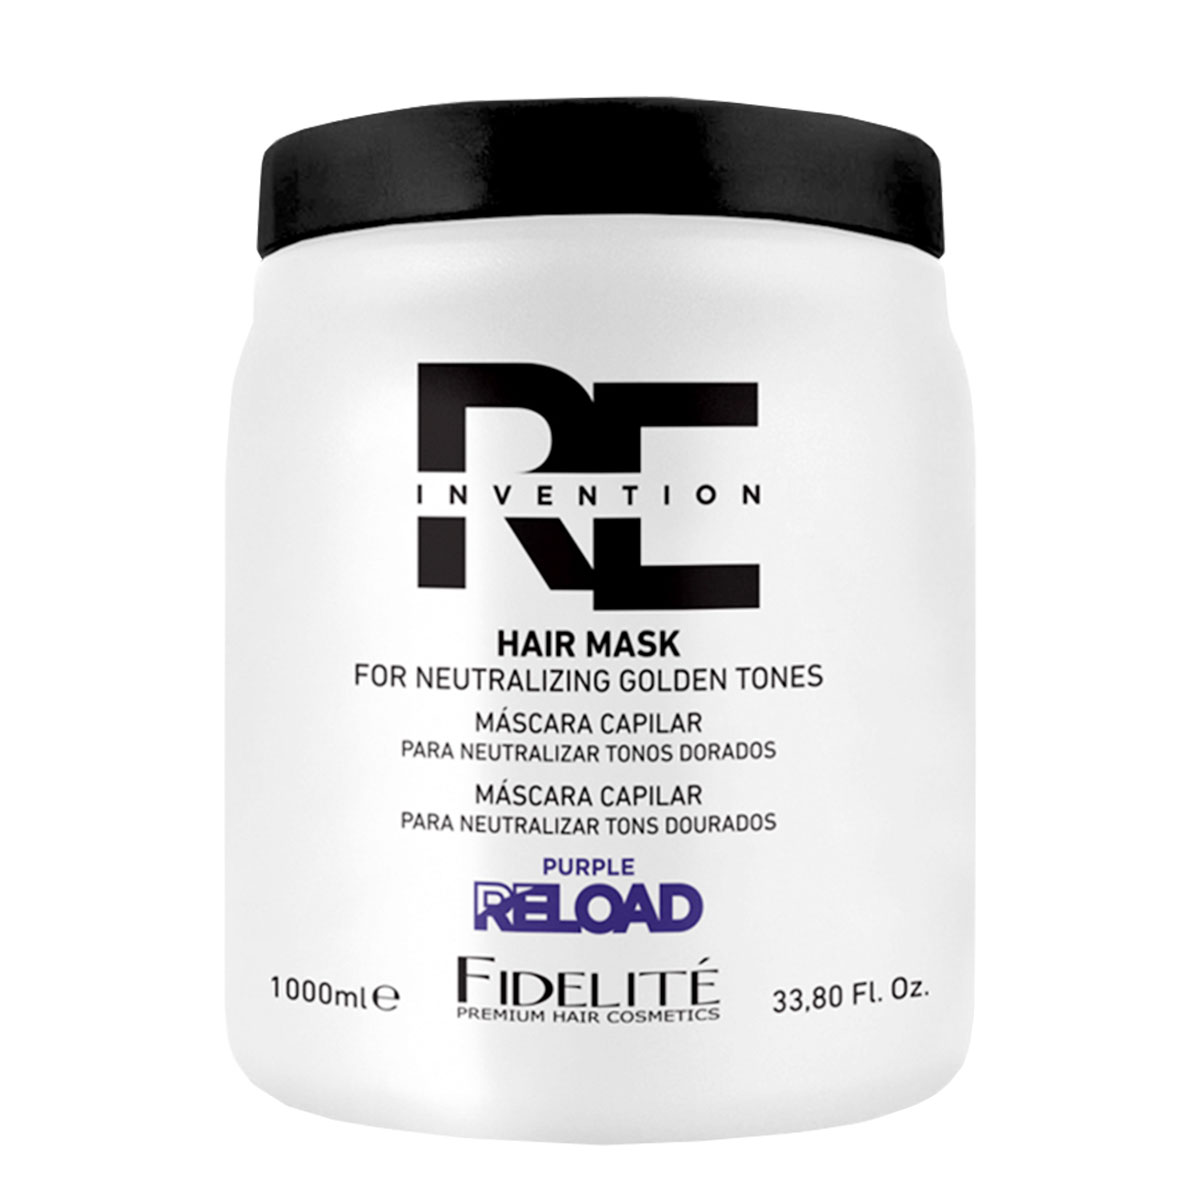 RE
INVENTION
HAIR MASK
FOR NEUTRALIZING GOLDEN TONES
MÁSCARA CAPILAR
PARA NEUTRALIZAR TONOS DORADOS
MÁSCARA CAPILAR
PARA NEUTRALIZAR TONS DOURADOS
PURPLE
RELOAD
1000ml℮ FIDELITÉ 33,80 Fl. Oz.
PREMIUM HAIR COSMETICS